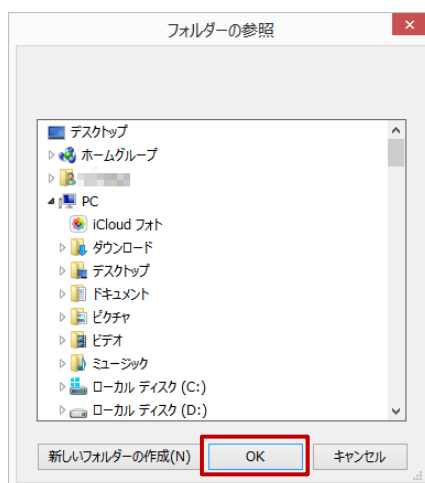 フォルダーの参照
デスクトップ
ホームグループ
PC
iCloud フォト
ダウンロード
デスクトップ
ドキュメント
ピクチャ
ビデオ
ミュージック
ローカル ディスク (C:)
ローカル ディスク (D:)
新しいフォルダーの作成(N) OK キャンセル